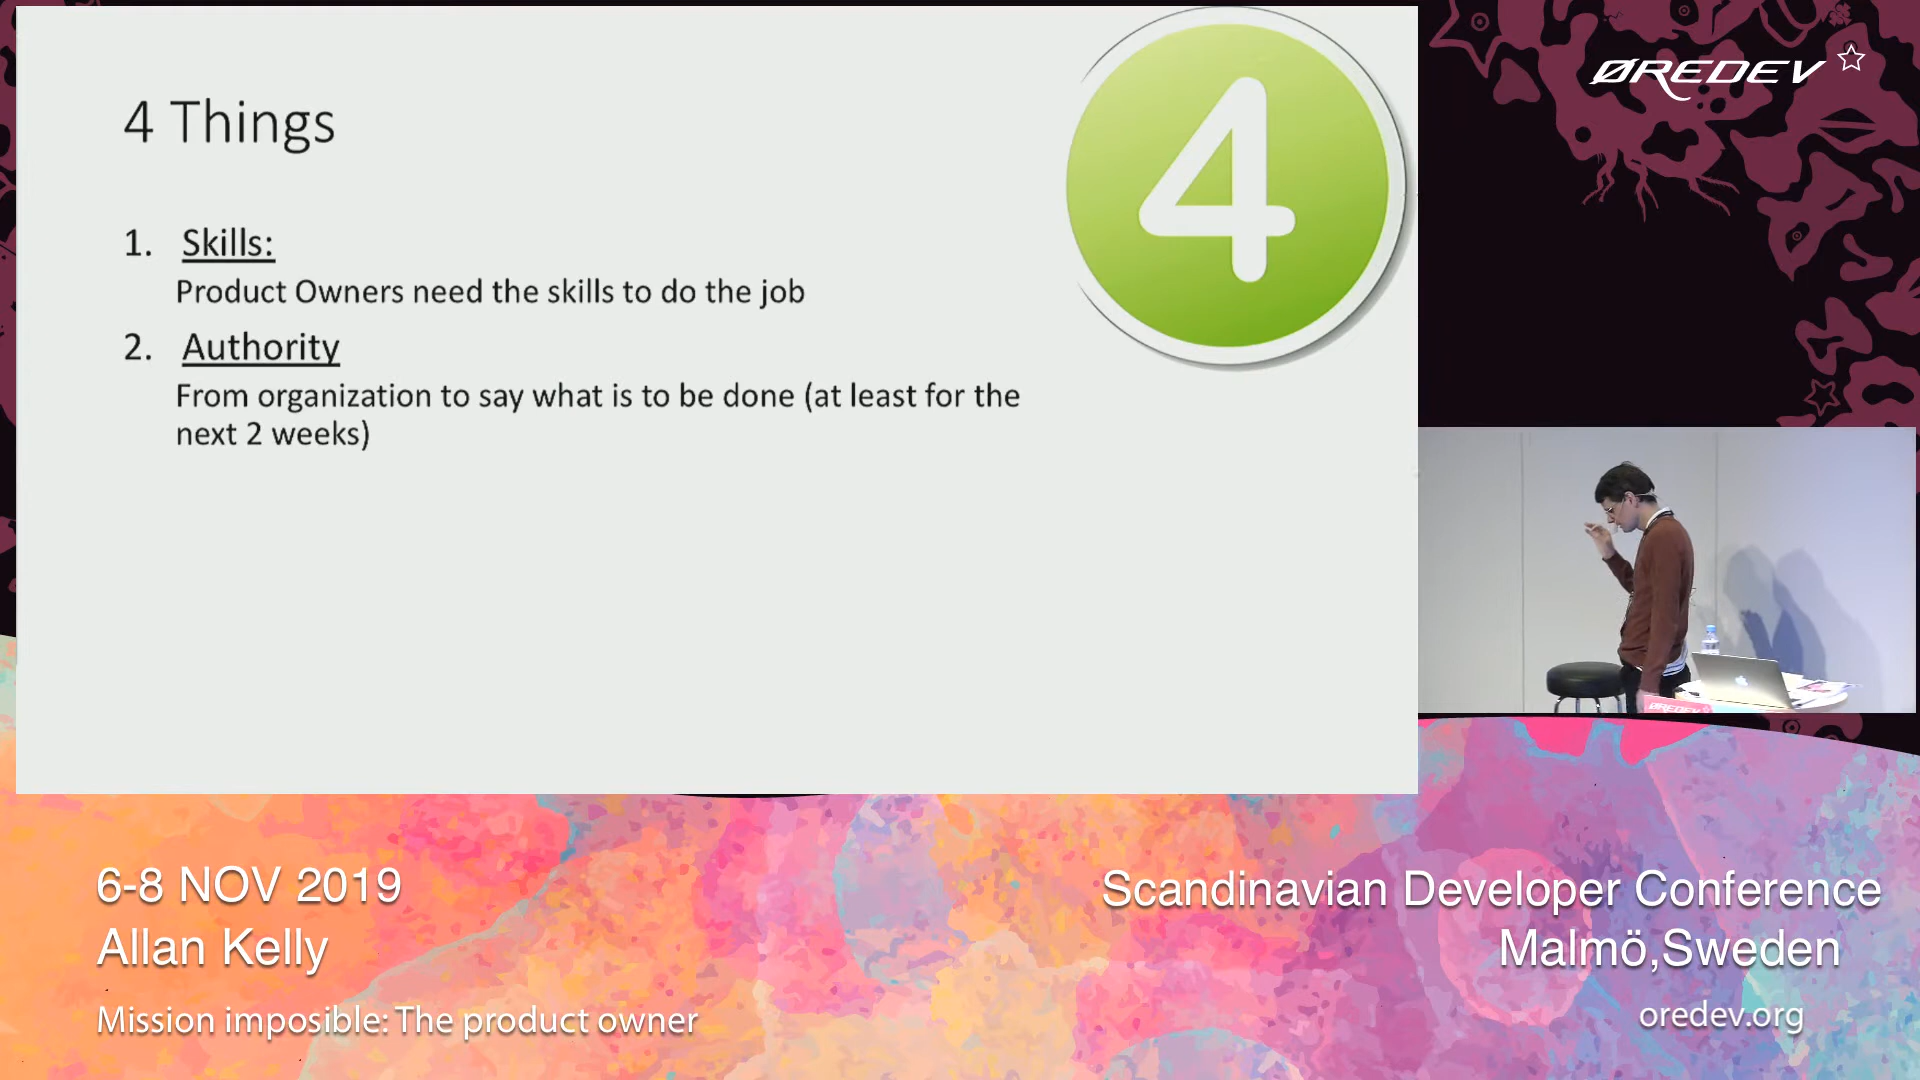 4 Things
4
1. Skills:
Product Owners need the skills to do the job
2. Authority
From organization to say what is to be done (at least for the
next 2 weeks)
ØREDEV
ØREDEV
6-8 NOV 2019
Allan Kelly
Mission imposible: The product owner
Scandinavian Developer Conference
Malmö,Sweden
oredev.org